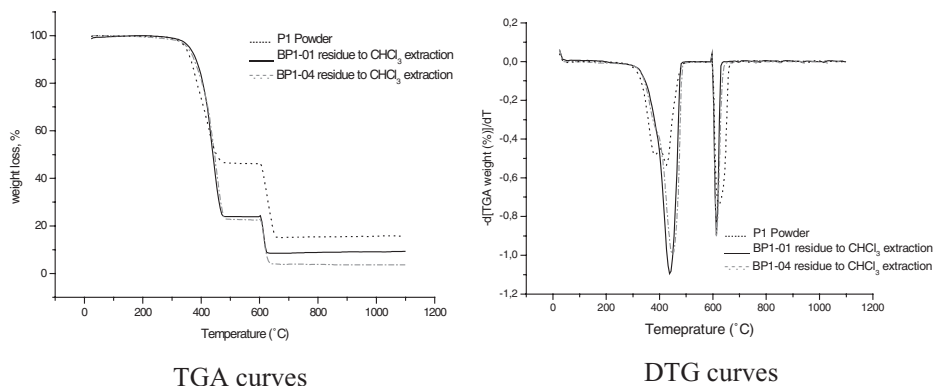 100
80
60
40
20
0
weight loss, %
P1 Powder
BP1-01 residue to CHCl3 extraction
BP1-04 residue to CHCl3 extraction
0 200 400 600 800 1000 1200
Temperature (˚C)
TGA curves
0,0
-0,2
-0,4
-0,6
-0,8
-1,0
-1,2
-d[TGA weight (%)]/dT
P1 Powder
BP1-01 residue to CHCl3 extraction
BP1-04 residue to CHCl3 extraction
0 200 400 600 800 1000 1200
Temeprature (˚C)
DTG curves